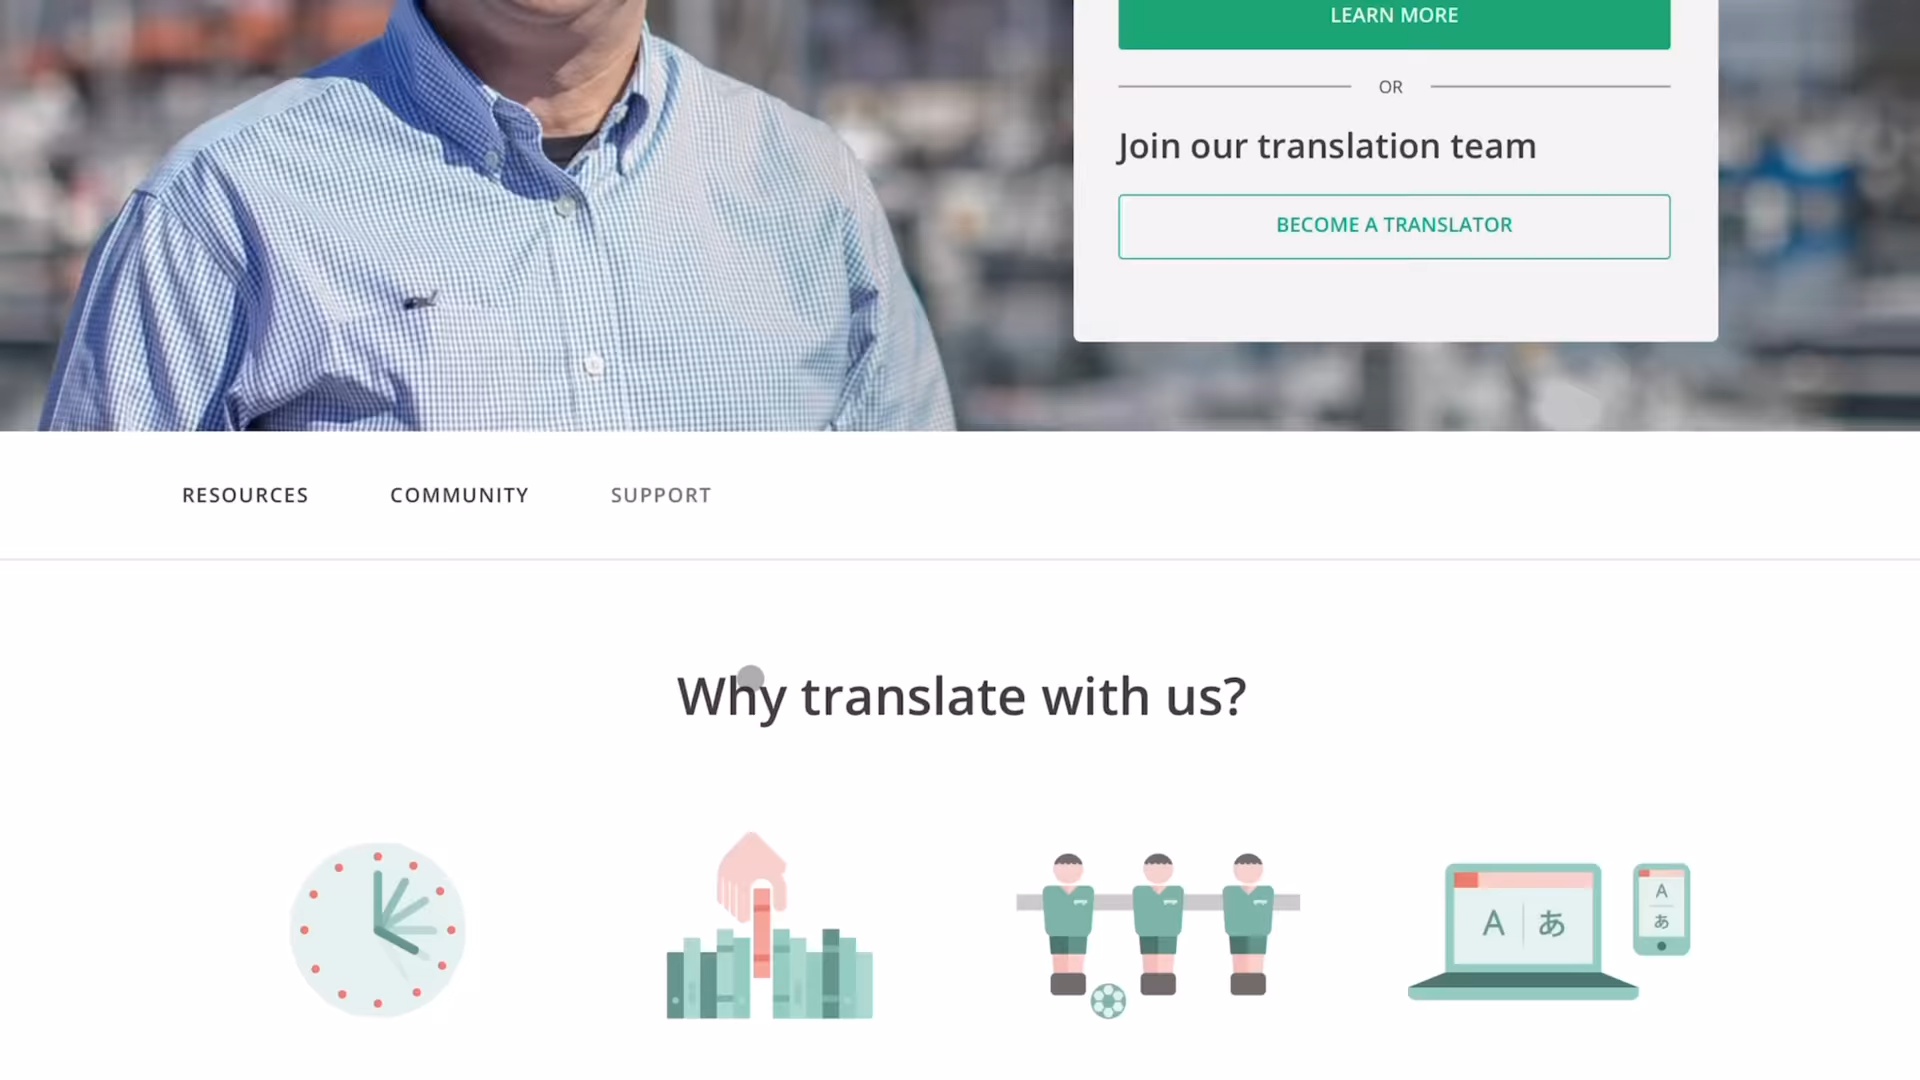 LEARN MORE
OR
Join our translation team
BECOME A TRANSLATOR
RESOURCES COMMUNITY SUPPORT
Why translate with us?
A あ
A
あ